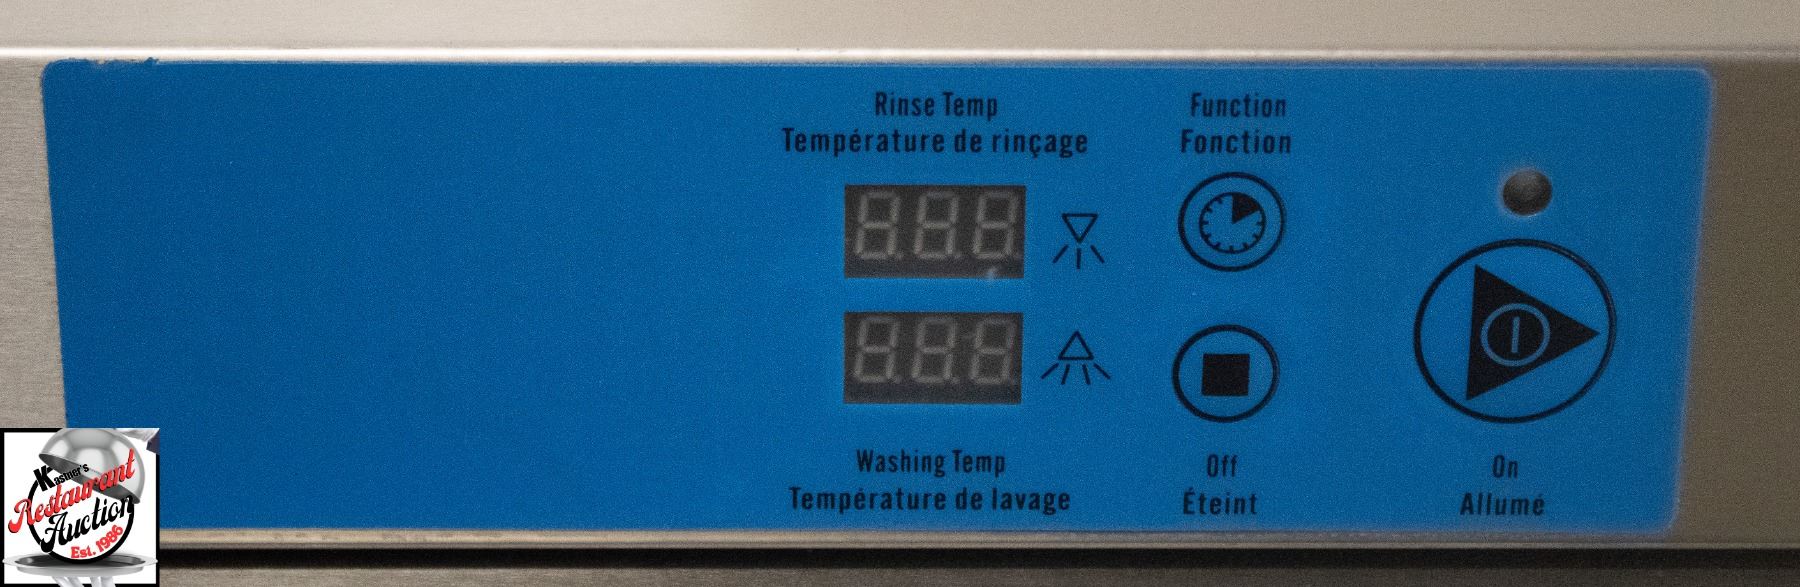 Rinse Temp
Température de rinçage
Function
Fonction
Washing Temp
Température de lavage
Off
Éteint
On
Allumé
Kastner's
Restaurant
Auction
Est. 1986